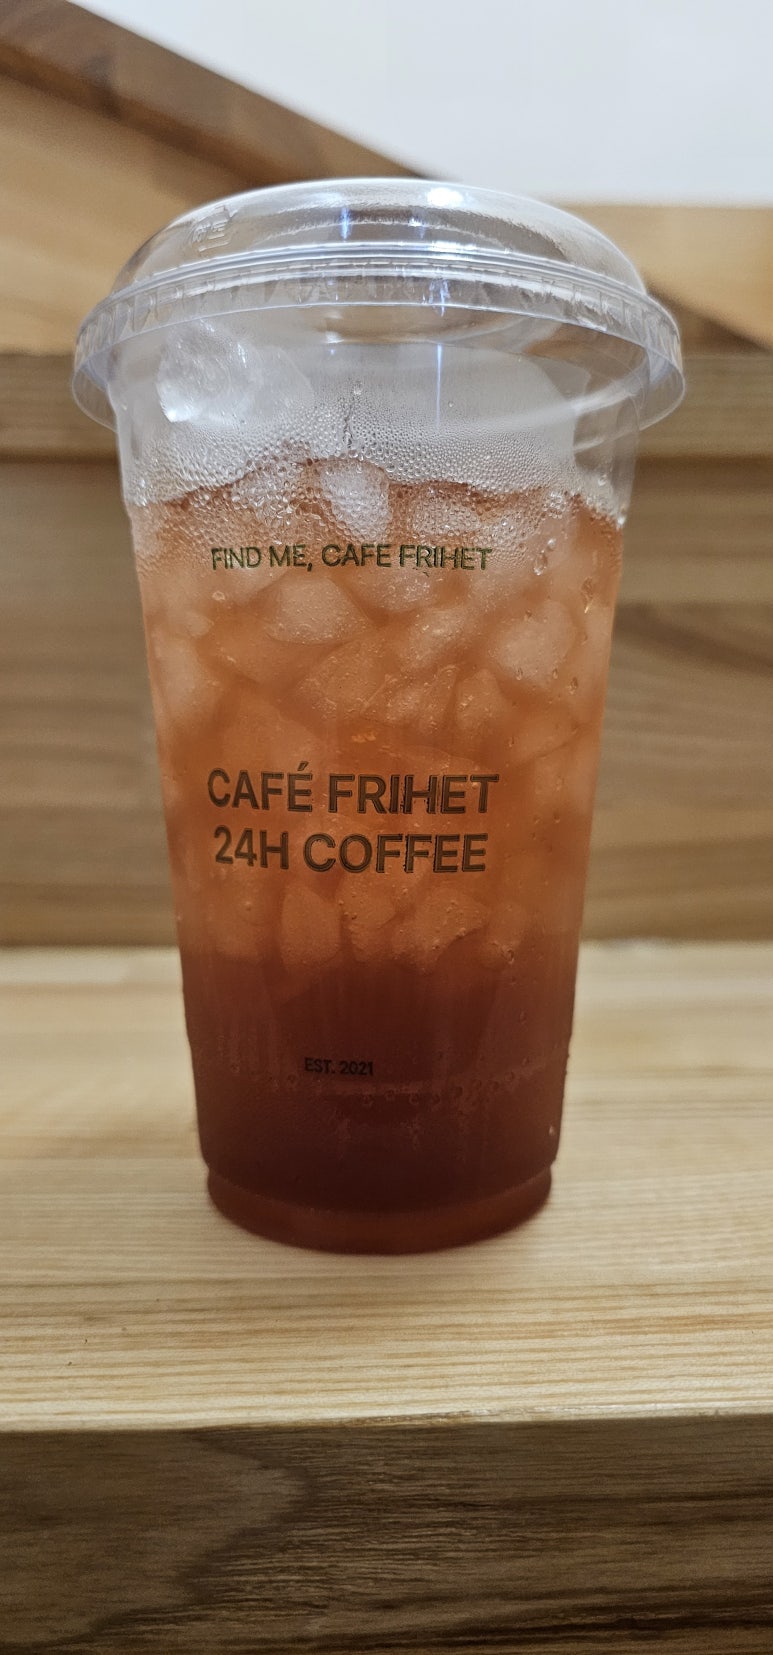 FIND ME, CAFE FRIHET
CAFÉ FRIHET
24H COFFEE
EST. 2021